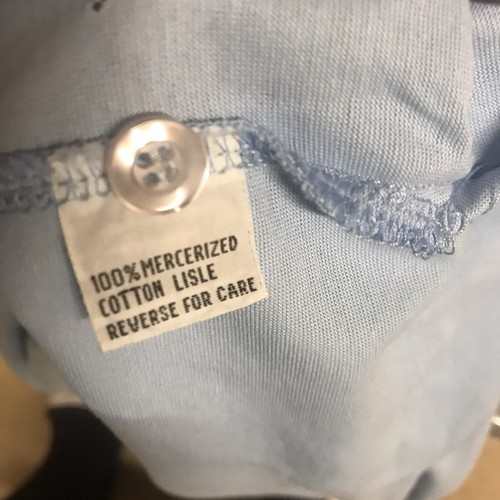 100% MERCERIZED
COTTON LISLE
REVERSE FOR CARE